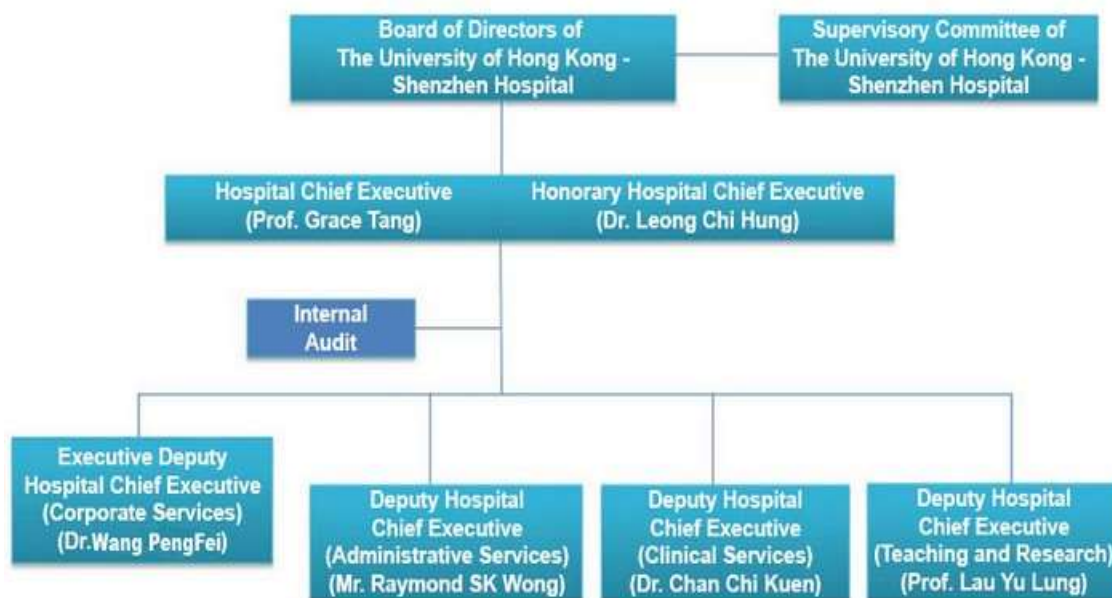 Board of Directors of
The University of Hong Kong -
Shenzhen Hospital
Supervisory Committee of
The University of Hong Kong -
Shenzhen Hospital
Hospital Chief Executive
(Prof. Grace Tang)
Honorary Hospital Chief Executive
(Dr. Leong Chi Hung)
Internal
Audit
Executive Deputy
Hospital Chief Executive
(Corporate Services)
(Dr.Wang PengFei)
Deputy Hospital
Chief Executive
(Administrative Services)
(Mr. Raymond SK Wong)
Deputy Hospital
Chief Executive
(Clinical Services)
(Dr. Chan Chi Kuen)
Deputy Hospital
Chief Executive
(Teaching and Research)
(Prof. Lau Yu Lung)